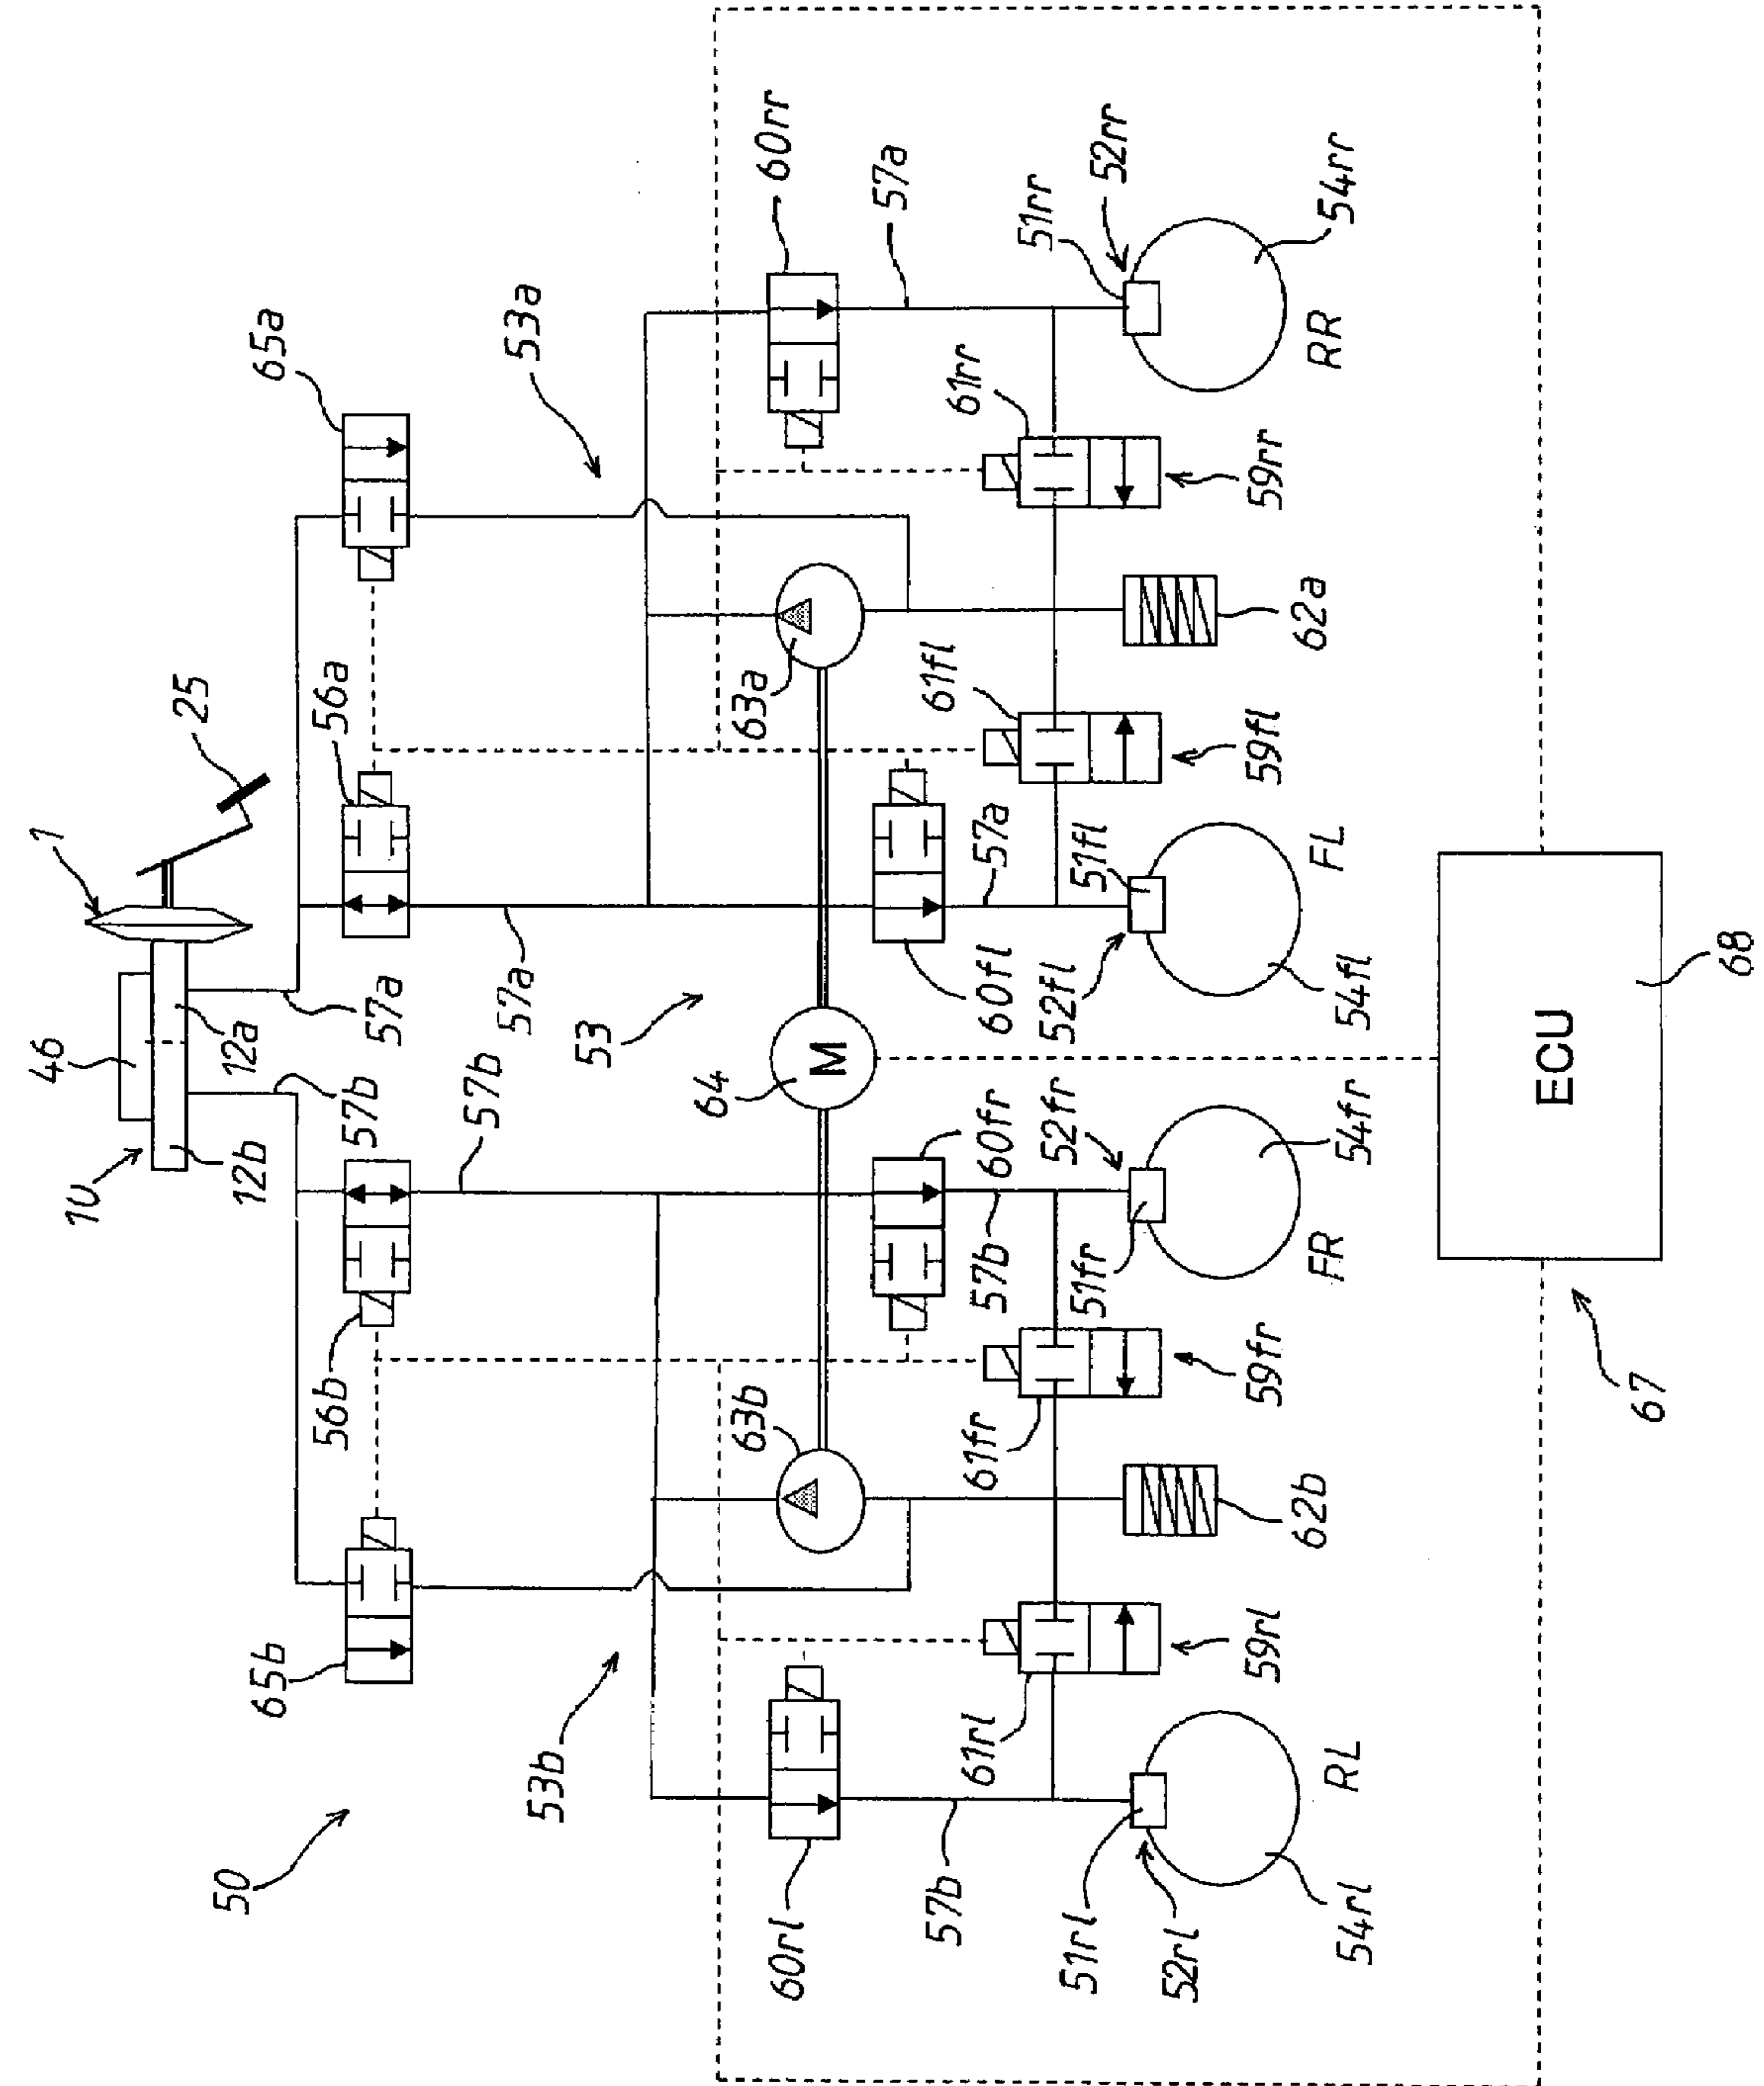 50
10
46
1
25
12b
12a
57b
57a
65b
56b
56a
65a
53b
57b
57a
53
53a
60rl
63b
64
M
63a
60rr
57b
60fr
60fl
57a
57a
61rl
61fr
57b
61fl
61rr
51rl
52rl
51fr
52fr
52fl
51fl
51rr
52rr
59rl
62b
59fr
59fl
62a
59rr
54rl
RL
FR
54fr
54fl
FL
RR
54rr
67
ECU
68